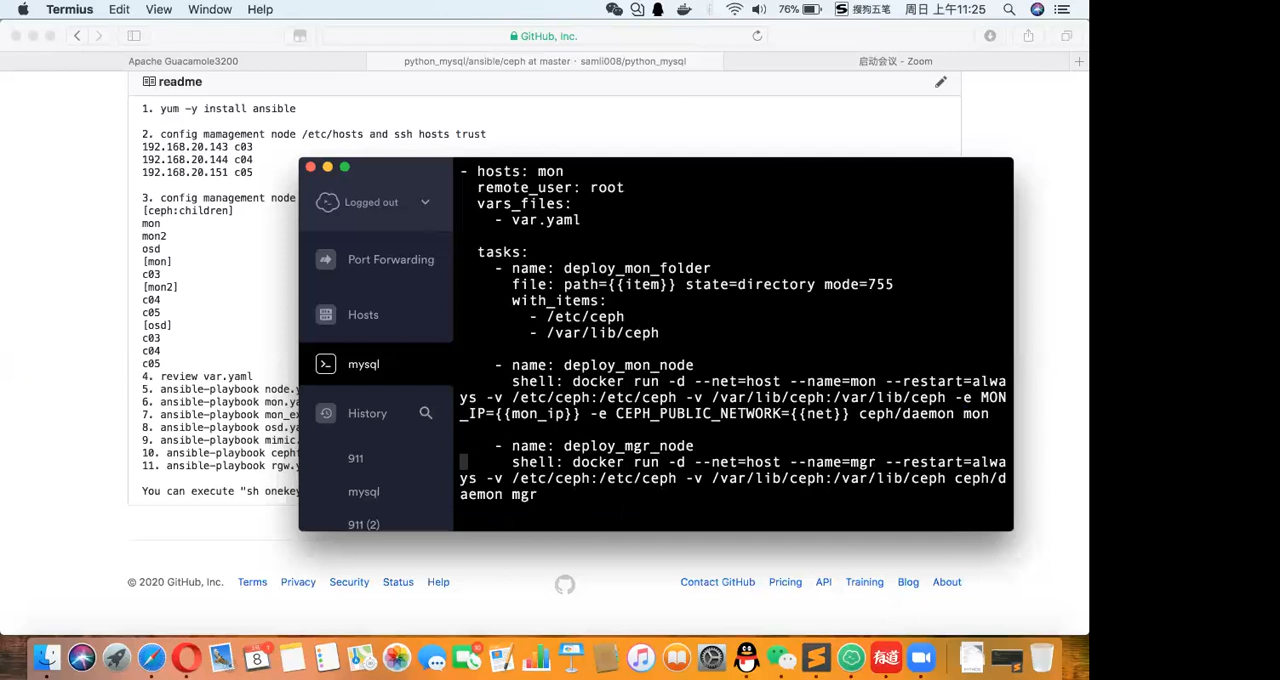 Termius Edit View Window Help 76% S 搜狗五笔 周日 上午11:25
GitHub, Inc.
Apache Guacamole3200 python_mysql/ansible/ceph at master · samli008/python_mysql 启动会议 - Zoom
readme
1. yum -y install ansible
2. config mamagement node /etc/hosts and ssh hosts trust
192.168.20.143 c03
192.168.20.144 c04
192.168.20.151 c05
3. config mamagement node
[ceph:children]
mon
mon2
osd
[mon]
c03
[mon2]
c04
c05
[osd]
c03
c04
c05
4. review var.yaml
5. ansible-playbook node.y
6. ansible-playbook mon.ya
7. ansible-playbook mon_ex
8. ansible-playbook osd.ya
9. ansible-playbook mimic.
10. ansible-playbook cephf
11. ansible-playbook rgw.y
You can execute "sh onekey
Logged out
Port Forwarding
Hosts
mysql
History
911
mysql
911 (2)
- hosts: mon
remote_user: root
vars_files:
- var.yaml
tasks:
- name: deploy_mon_folder
file: path={{item}} state=directory mode=755
with_items:
- /etc/ceph
- /var/lib/ceph
- name: deploy_mon_node
shell: docker run -d --net=host --name=mon --restart=alwa
ys -v /etc/ceph:/etc/ceph -v /var/lib/ceph:/var/lib/ceph -e MON
_IP={{mon_ip}} -e CEPH_PUBLIC_NETWORK={{net}} ceph/daemon mon
- name: deploy_mgr_node
shell: docker run -d --net=host --name=mgr --restart=alwa
ys -v /etc/ceph:/etc/ceph -v /var/lib/ceph:/var/lib/ceph ceph/d
aemon mgr
© 2020 GitHub, Inc. Terms Privacy Security Status Help Contact GitHub Pricing API Training Blog About
8
有道